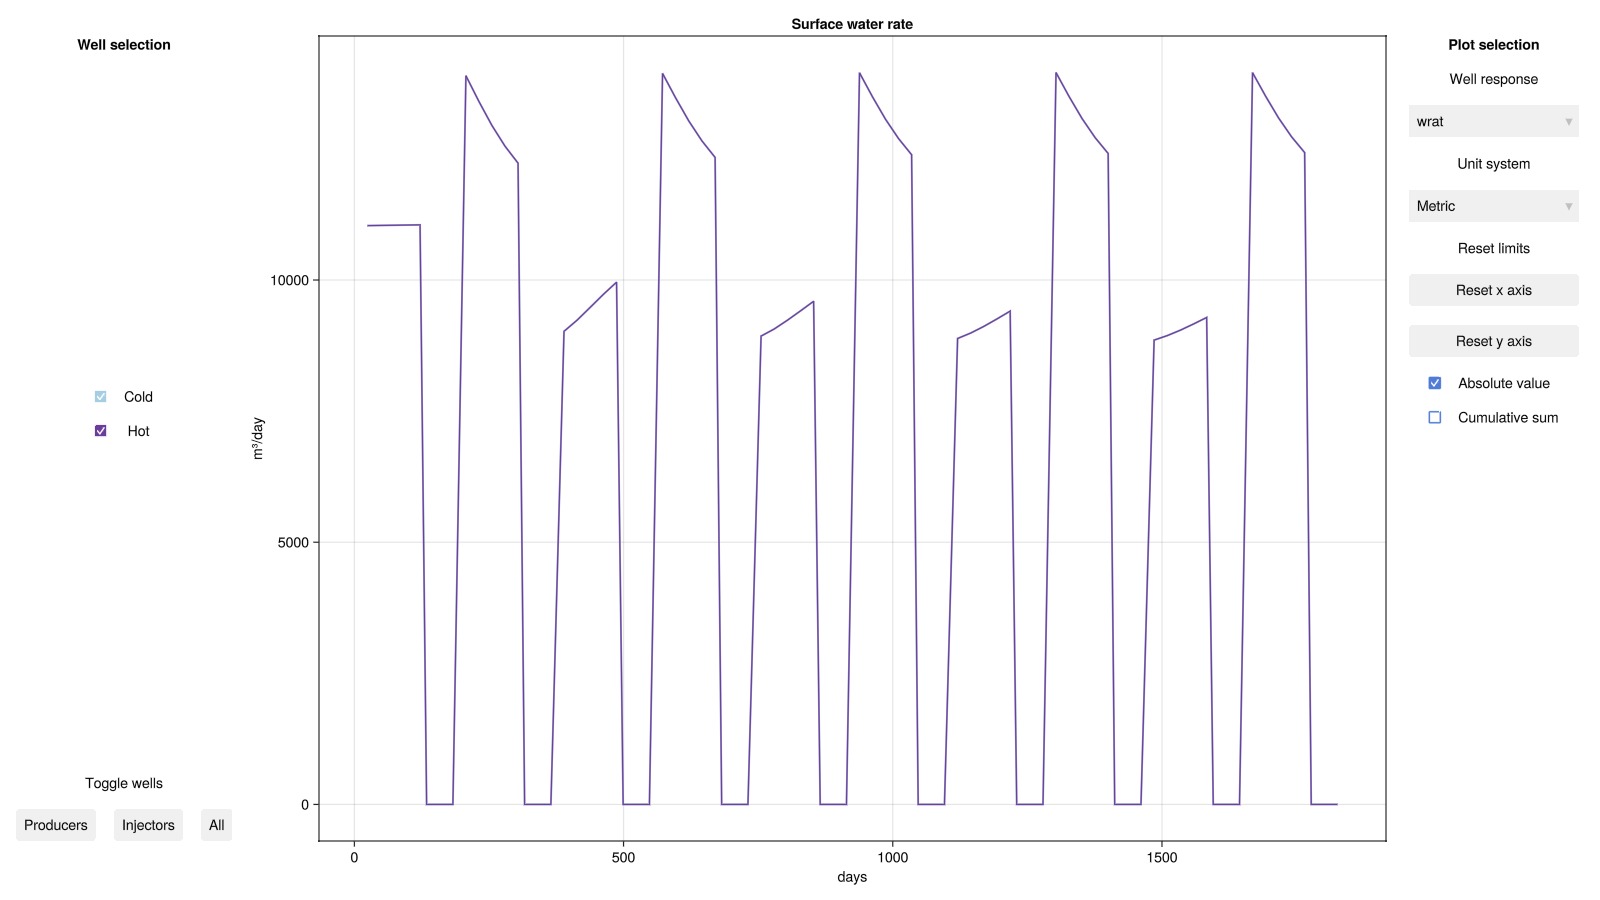 Surface water rate
Well selection
Cold
Hot
Toggle wells
Producers Injectors All
m³/day
10000
5000
0
0 500 1000 1500
days
Plot selection
Well response
wrat
Unit system
Metric
Reset limits
Reset x axis
Reset y axis
Absolute value
Cumulative sum